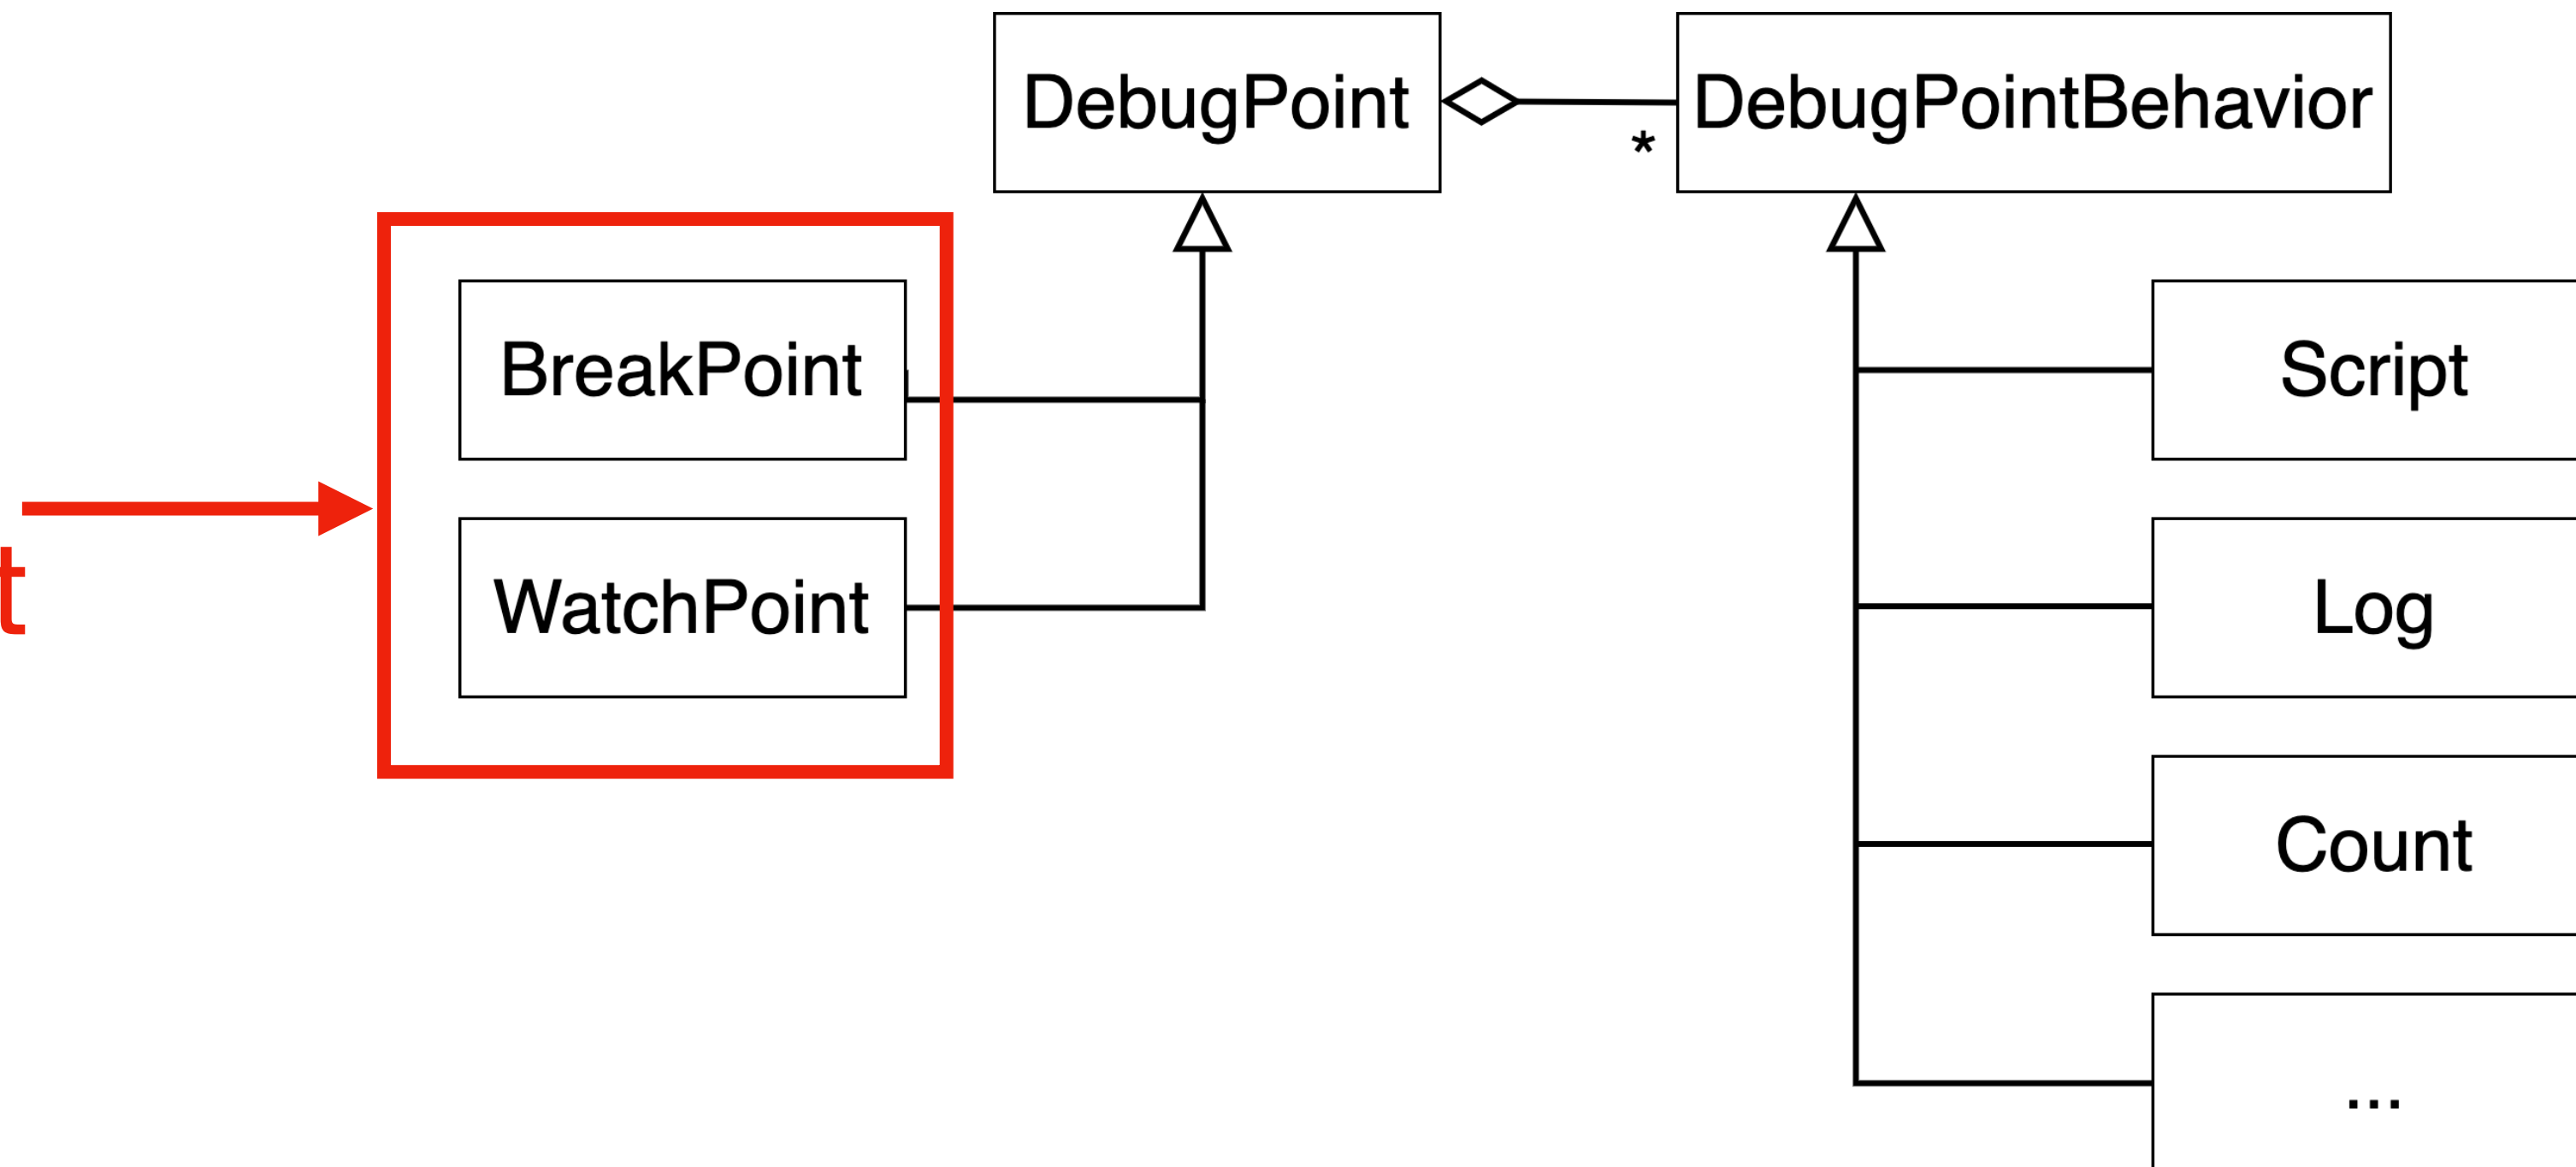 DebugPoint
DebugPointBehavior
*
BreakPoint
Script
WatchPoint
Log
Count
...